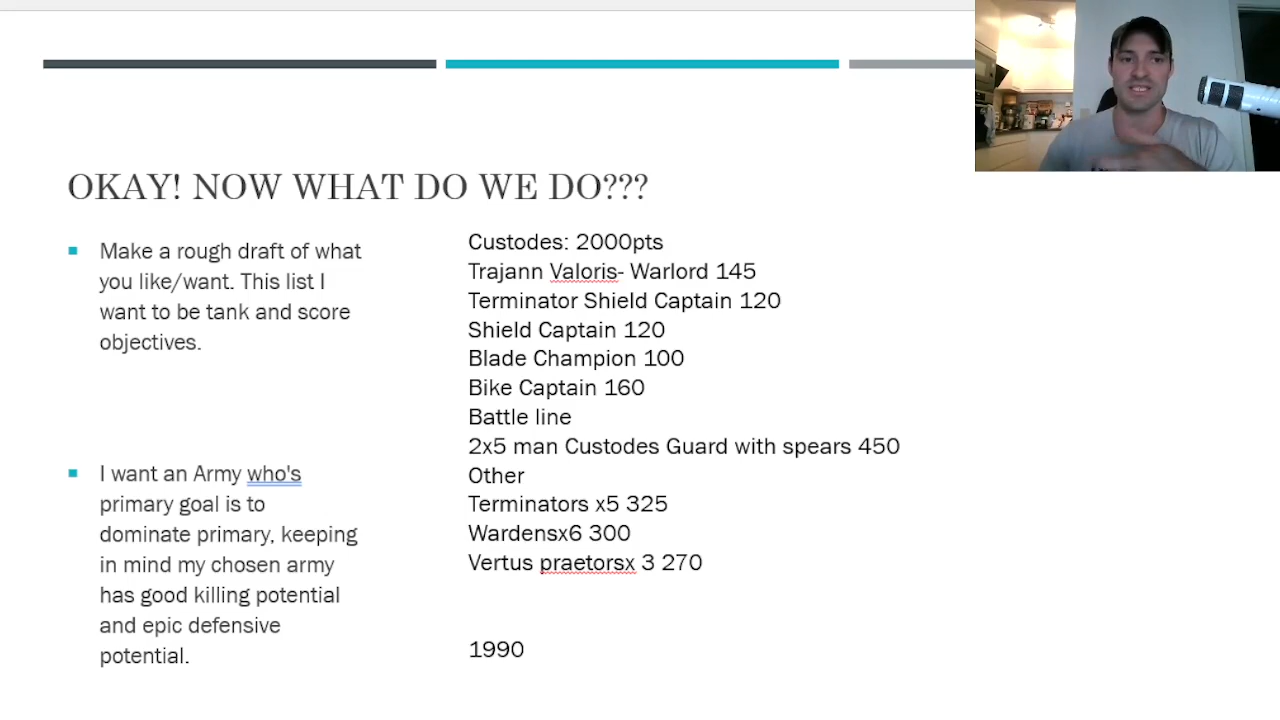 OKAY! NOW WHAT DO WE DO???
Make a rough draft of what
you like/want. This list I
want to be tank and score
objectives.
I want an Army who's
primary goal is to
dominate primary, keeping
in mind my chosen army
has good killing potential
and epic defensive
potential.
Custodes: 2000pts
Trajann Valoris- Warlord 145
Terminator Shield Captain 120
Shield Captain 120
Blade Champion 100
Bike Captain 160
Battle line
2x5 man Custodes Guard with spears 450
Other
Terminators x5 325
Wardensx6 300
Vertus praetorsx 3 270
1990